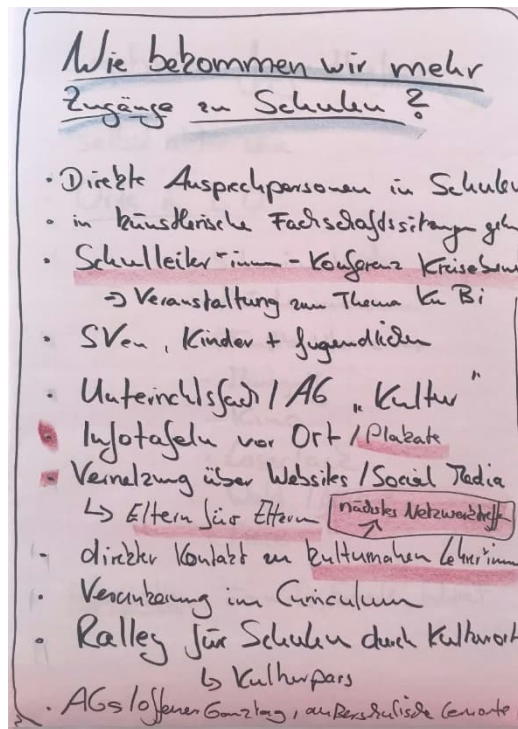 Wie bekommen wir mehr
Zugänge zu Schulen?
· Direkte Ansprechpersonen in Schulen
· in künstlerische Fachschaftssitzungen gehen
· Schulleiter*innen-Konferenz Kreisebene
→ Veranstaltung zum Thema KuBi
· SVen, Kinder + Jugendlichen
· Unterrichtsfach / AG „Kultur"
· Infotafeln vor Ort / Plakate
· Vernetzung über Websites / Social Media
↳ Eltern für Eltern nächstes Netzwerktreff
· direkter Kontakt zu kulturnahen Lehrer*innen
· Verankerung im Curriculum
· Ralley für Schulen durch Kulturort
↳ Kulturpass
· AGs / offener Ganztag, außerschulische Lernorte